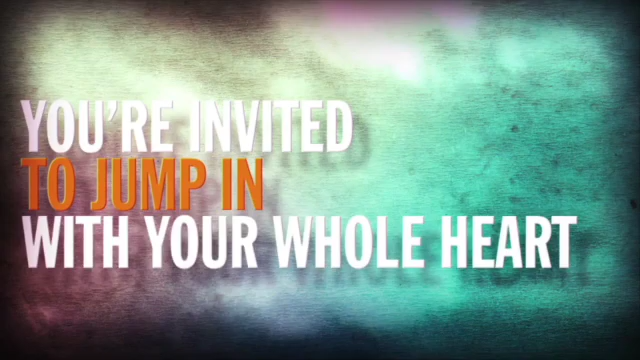 YOU'RE INVITED
TO JUMP IN
WITH YOUR WHOLE HEART